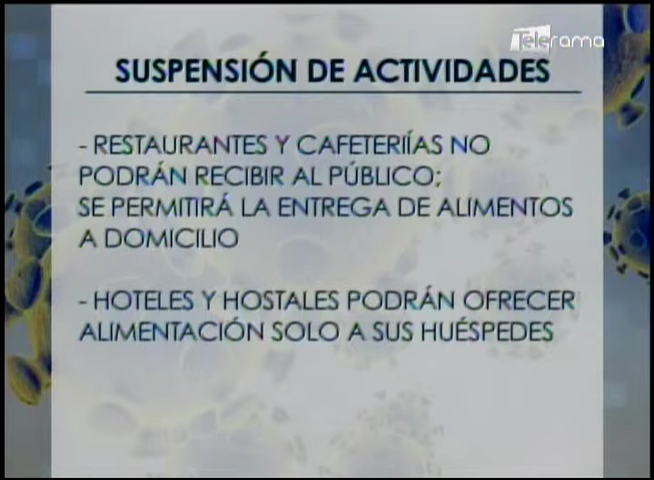 Telerama
SUSPENSIÓN DE ACTIVIDADES
- RESTAURANTES Y CAFETERIÍAS NO
PODRÁN RECIBIR AL PÚBLICO;
SE PERMITIRÁ LA ENTREGA DE ALIMENTOS
A DOMICILIO
- HOTELES Y HOSTALES PODRÁN OFRECER
ALIMENTACIÓN SOLO A SUS HUÉSPEDES